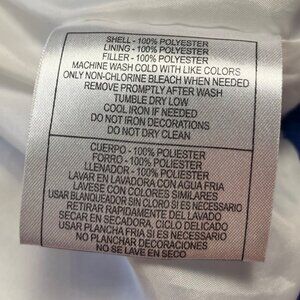 SHELL - 100% POLYESTER
LINING - 100% POLYESTER
FILLER - 100% POLYESTER
MACHINE WASH COLD WITH LIKE COLORS
ONLY NON-CHLORINE BLEACH WHEN NEEDED
REMOVE PROMPTLY AFTER WASH
TUMBLE DRY LOW
COOL IRON IF NEEDED
DO NOT IRON DECORATIONS
DO NOT DRY CLEAN
CUERPO - 100% POLIESTER
FORRO - 100% POLIESTER
LLENADOR - 100% POLIESTER
LAVAR EN LAVADORA CON AGUA FRIA
LAVESE CON COLORES SIMILARES
USAR BLANQUEADOR SIN CLORO SI ES NECESARIO
RETIRAR RAPIDAMENTE DEL LAVADO
SECAR EN SECADORA, CICLO DELICADO
USAR PLANCHA FRIA SI ES NECESARIO
NO PLANCHAR DECORACIONES
NO SE LAVE EN SECO